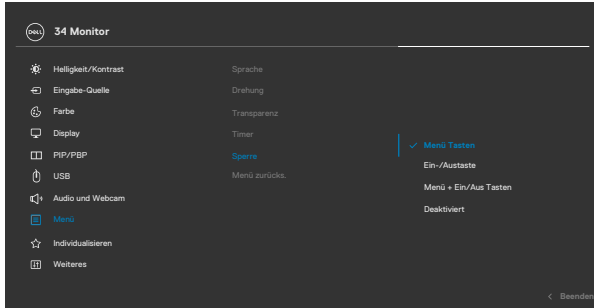 DELL 34 Monitor
Helligkeit/Kontrast Sprache
Eingabe-Quelle Drehung
Farbe Transparenz
Display Timer
Menü Tasten
PIP/PBP Sperre
Ein-/Austaste
USB Menü zurücks.
Menü + Ein/Aus Tasten
Audio und Webcam
Deaktiviert
Menü
Individualisieren
Weiteres
< Beenden